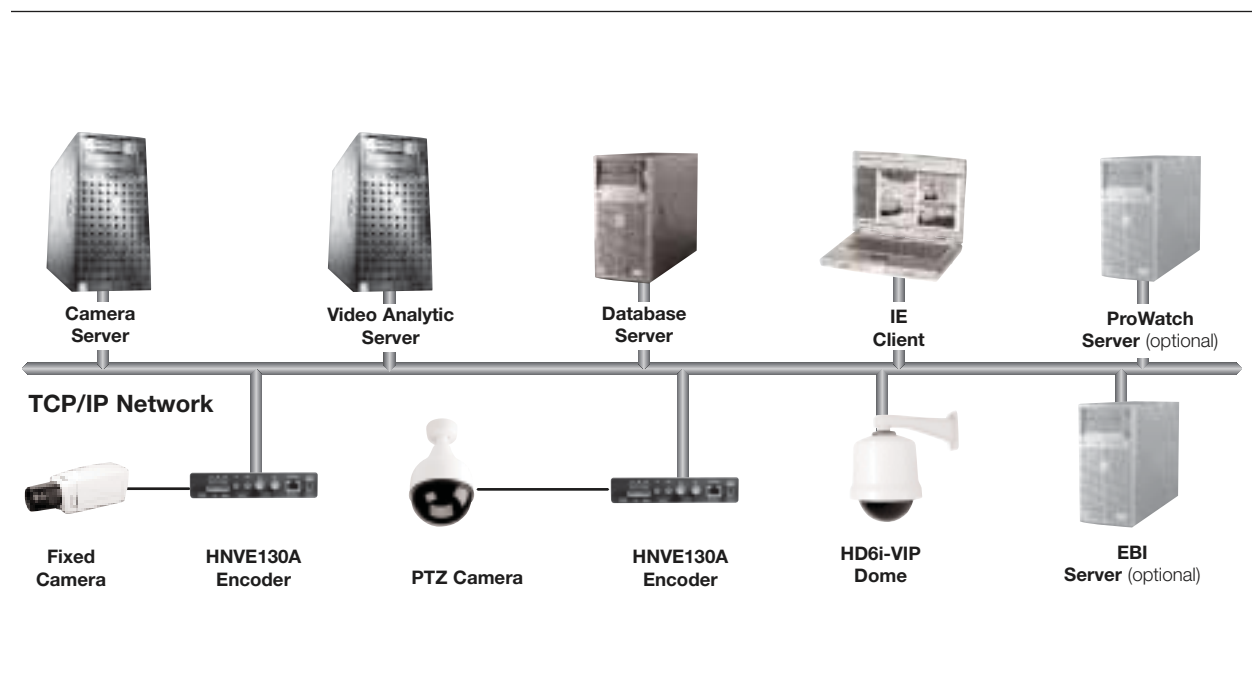 Camera
Server
Video Analytic
Server
Database
Server
IE
Client
ProWatch
Server (optional)
TCP/IP Network
Fixed
Camera
HNVE130A
Encoder
PTZ Camera
HNVE130A
Encoder
HD6i-VIP
Dome
EBI
Server (optional)